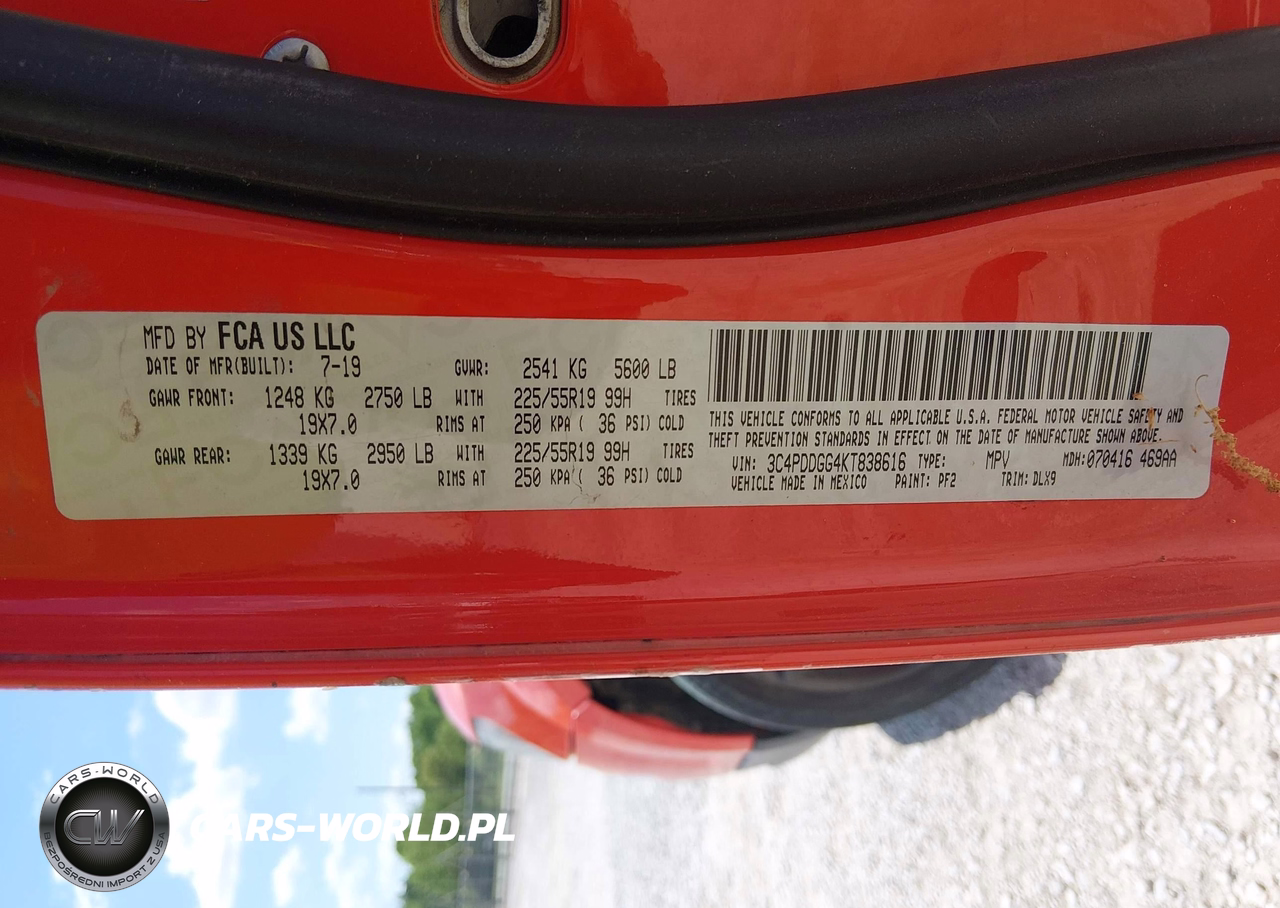 MFD BY FCA US LLC
DATE OF MFR(BUILT): 7-19 GVWR: 2541 KG 5600 LB
GAWR FRONT: 1248 KG 2750 LB WITH 225/55R19 99H TIRES
19X7.0 RIMS AT 250 KPA ( 36 PSI) COLD
GAWR REAR: 1339 KG 2950 LB WITH 225/55R19 99H TIRES
19X7.0 RIMS AT 250 KPA ( 36 PSI) COLD
THIS VEHICLE CONFORMS TO ALL APPLICABLE U.S.A. FEDERAL MOTOR VEHICLE SAFETY AND
THEFT PREVENTION STANDARDS IN EFFECT ON THE DATE OF MANUFACTURE SHOWN ABOVE.
VIN: 3C4PDDGG4KT838616 TYPE: MPV MDH: 070416 469AA
VEHICLE MADE IN MEXICO PAINT: PF2 TRIM: DLX9
CARS-WORLD
CW
BEZPOŚREDNI IMPORT Z USA
CARS-WORLD.PL